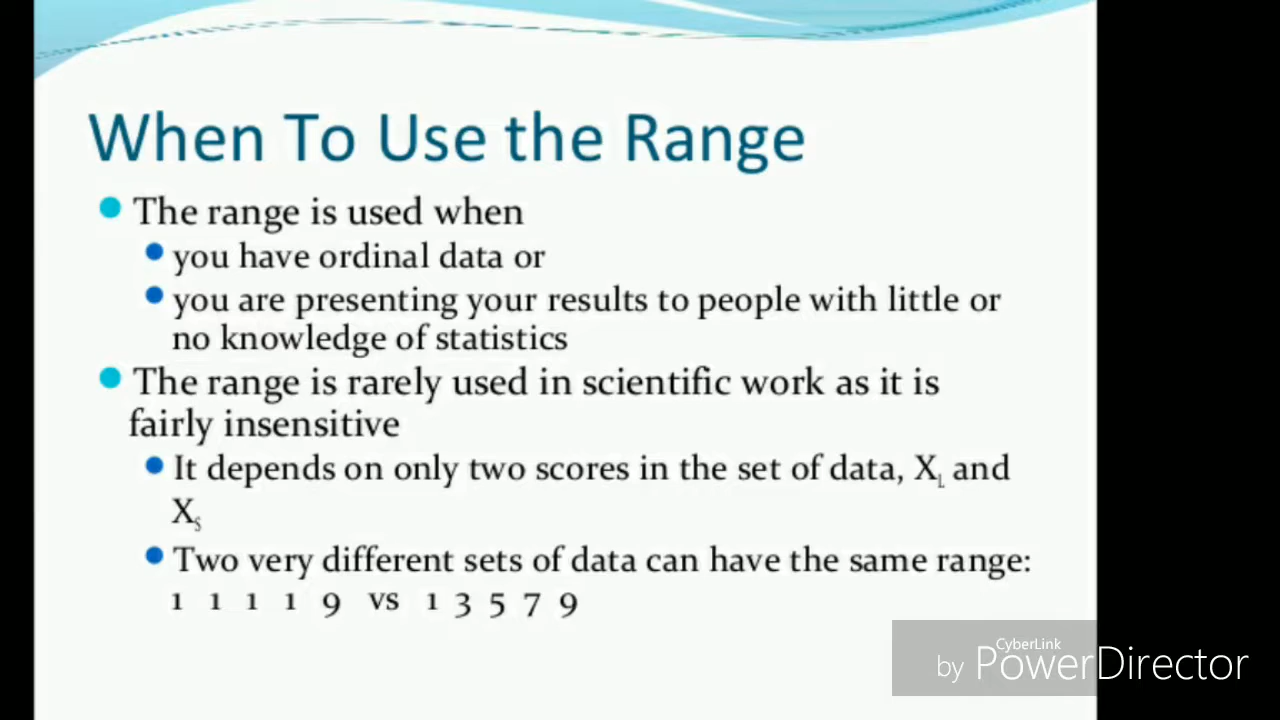 When To Use the Range
The range is used when
you have ordinal data or
you are presenting your results to people with little or
no knowledge of statistics
The range is rarely used in scientific work as it is
fairly insensitive
It depends on only two scores in the set of data, XL and
XS
Two very different sets of data can have the same range:
1 1 1 1 9 vs 1 3 5 7 9
CyberLink
by PowerDirector